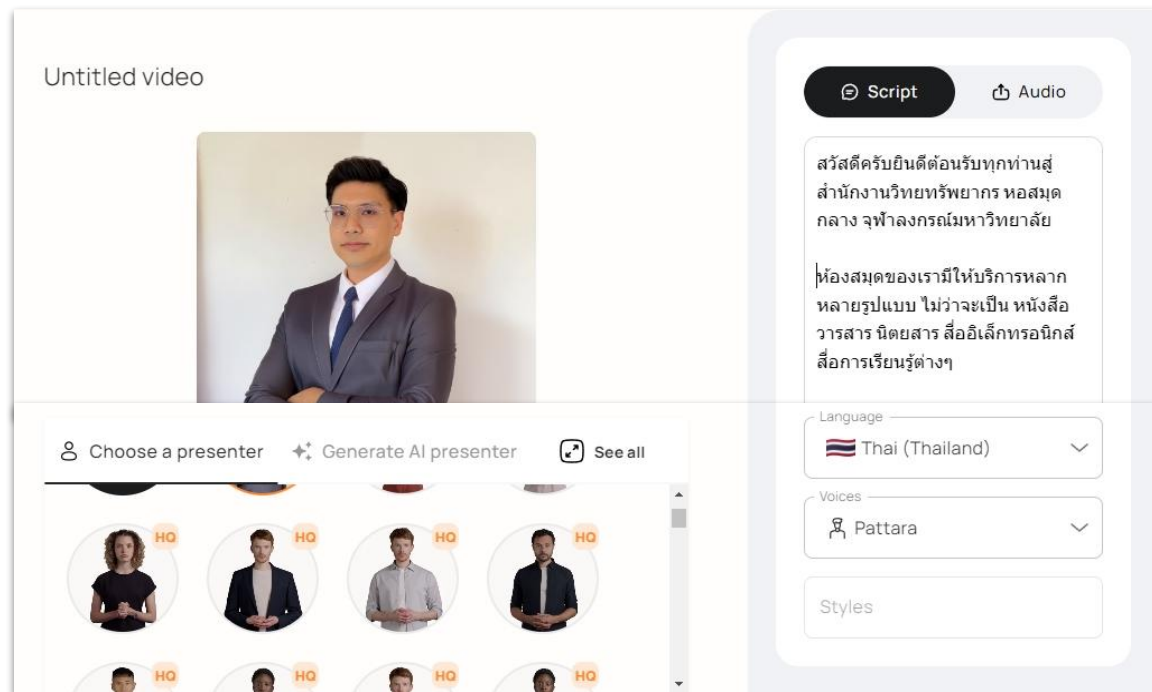 Untitled video
Script
Audio
สวัสดีครับยินดีต้อนรับทุกท่านสู่
สำนักงานวิทยทรัพยากร หอสมุด
กลาง จุฬาลงกรณ์มหาวิทยาลัย
ห้องสมุดของเรามีให้บริการหลาก
หลายรูปแบบ ไม่ว่าจะเป็น หนังสือ
วารสาร นิตยสาร สื่ออิเล็กทรอนิกส์
สื่อการเรียนรู้ต่างๆ
Choose a presenter
Generate AI presenter
See all
HQ
HQ
HQ
HQ
HQ
HQ
HQ
HQ
Language
Thai (Thailand)
Voices
Pattara
Styles